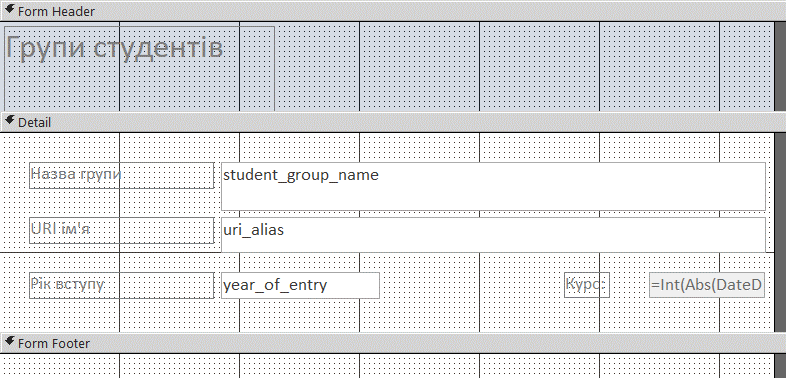 Form Header
Групи студентів
Detail
Назва групи student_group_name
URI ім'я uri_alias
Рік вступу year_of_entry Курс: =Int(Abs(DateD
Form Footer